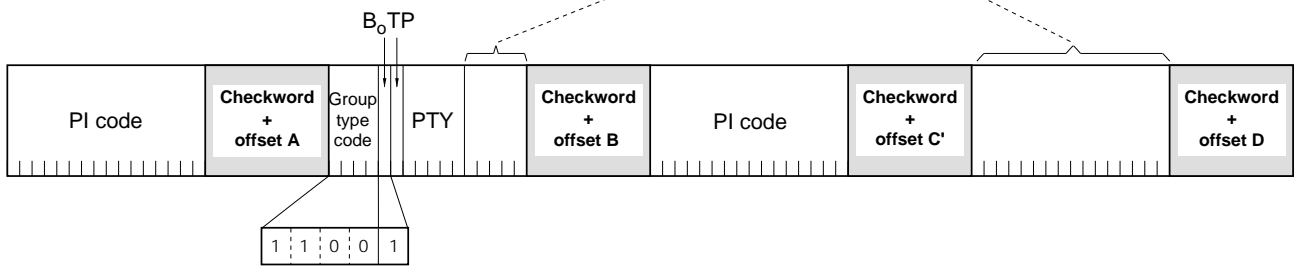 BoTP
PI code
Checkword
+
offset A
Group
type
code
PTY
Checkword
+
offset B
PI code
Checkword
+
offset C'
Checkword
+
offset D
1 1 0 0 1